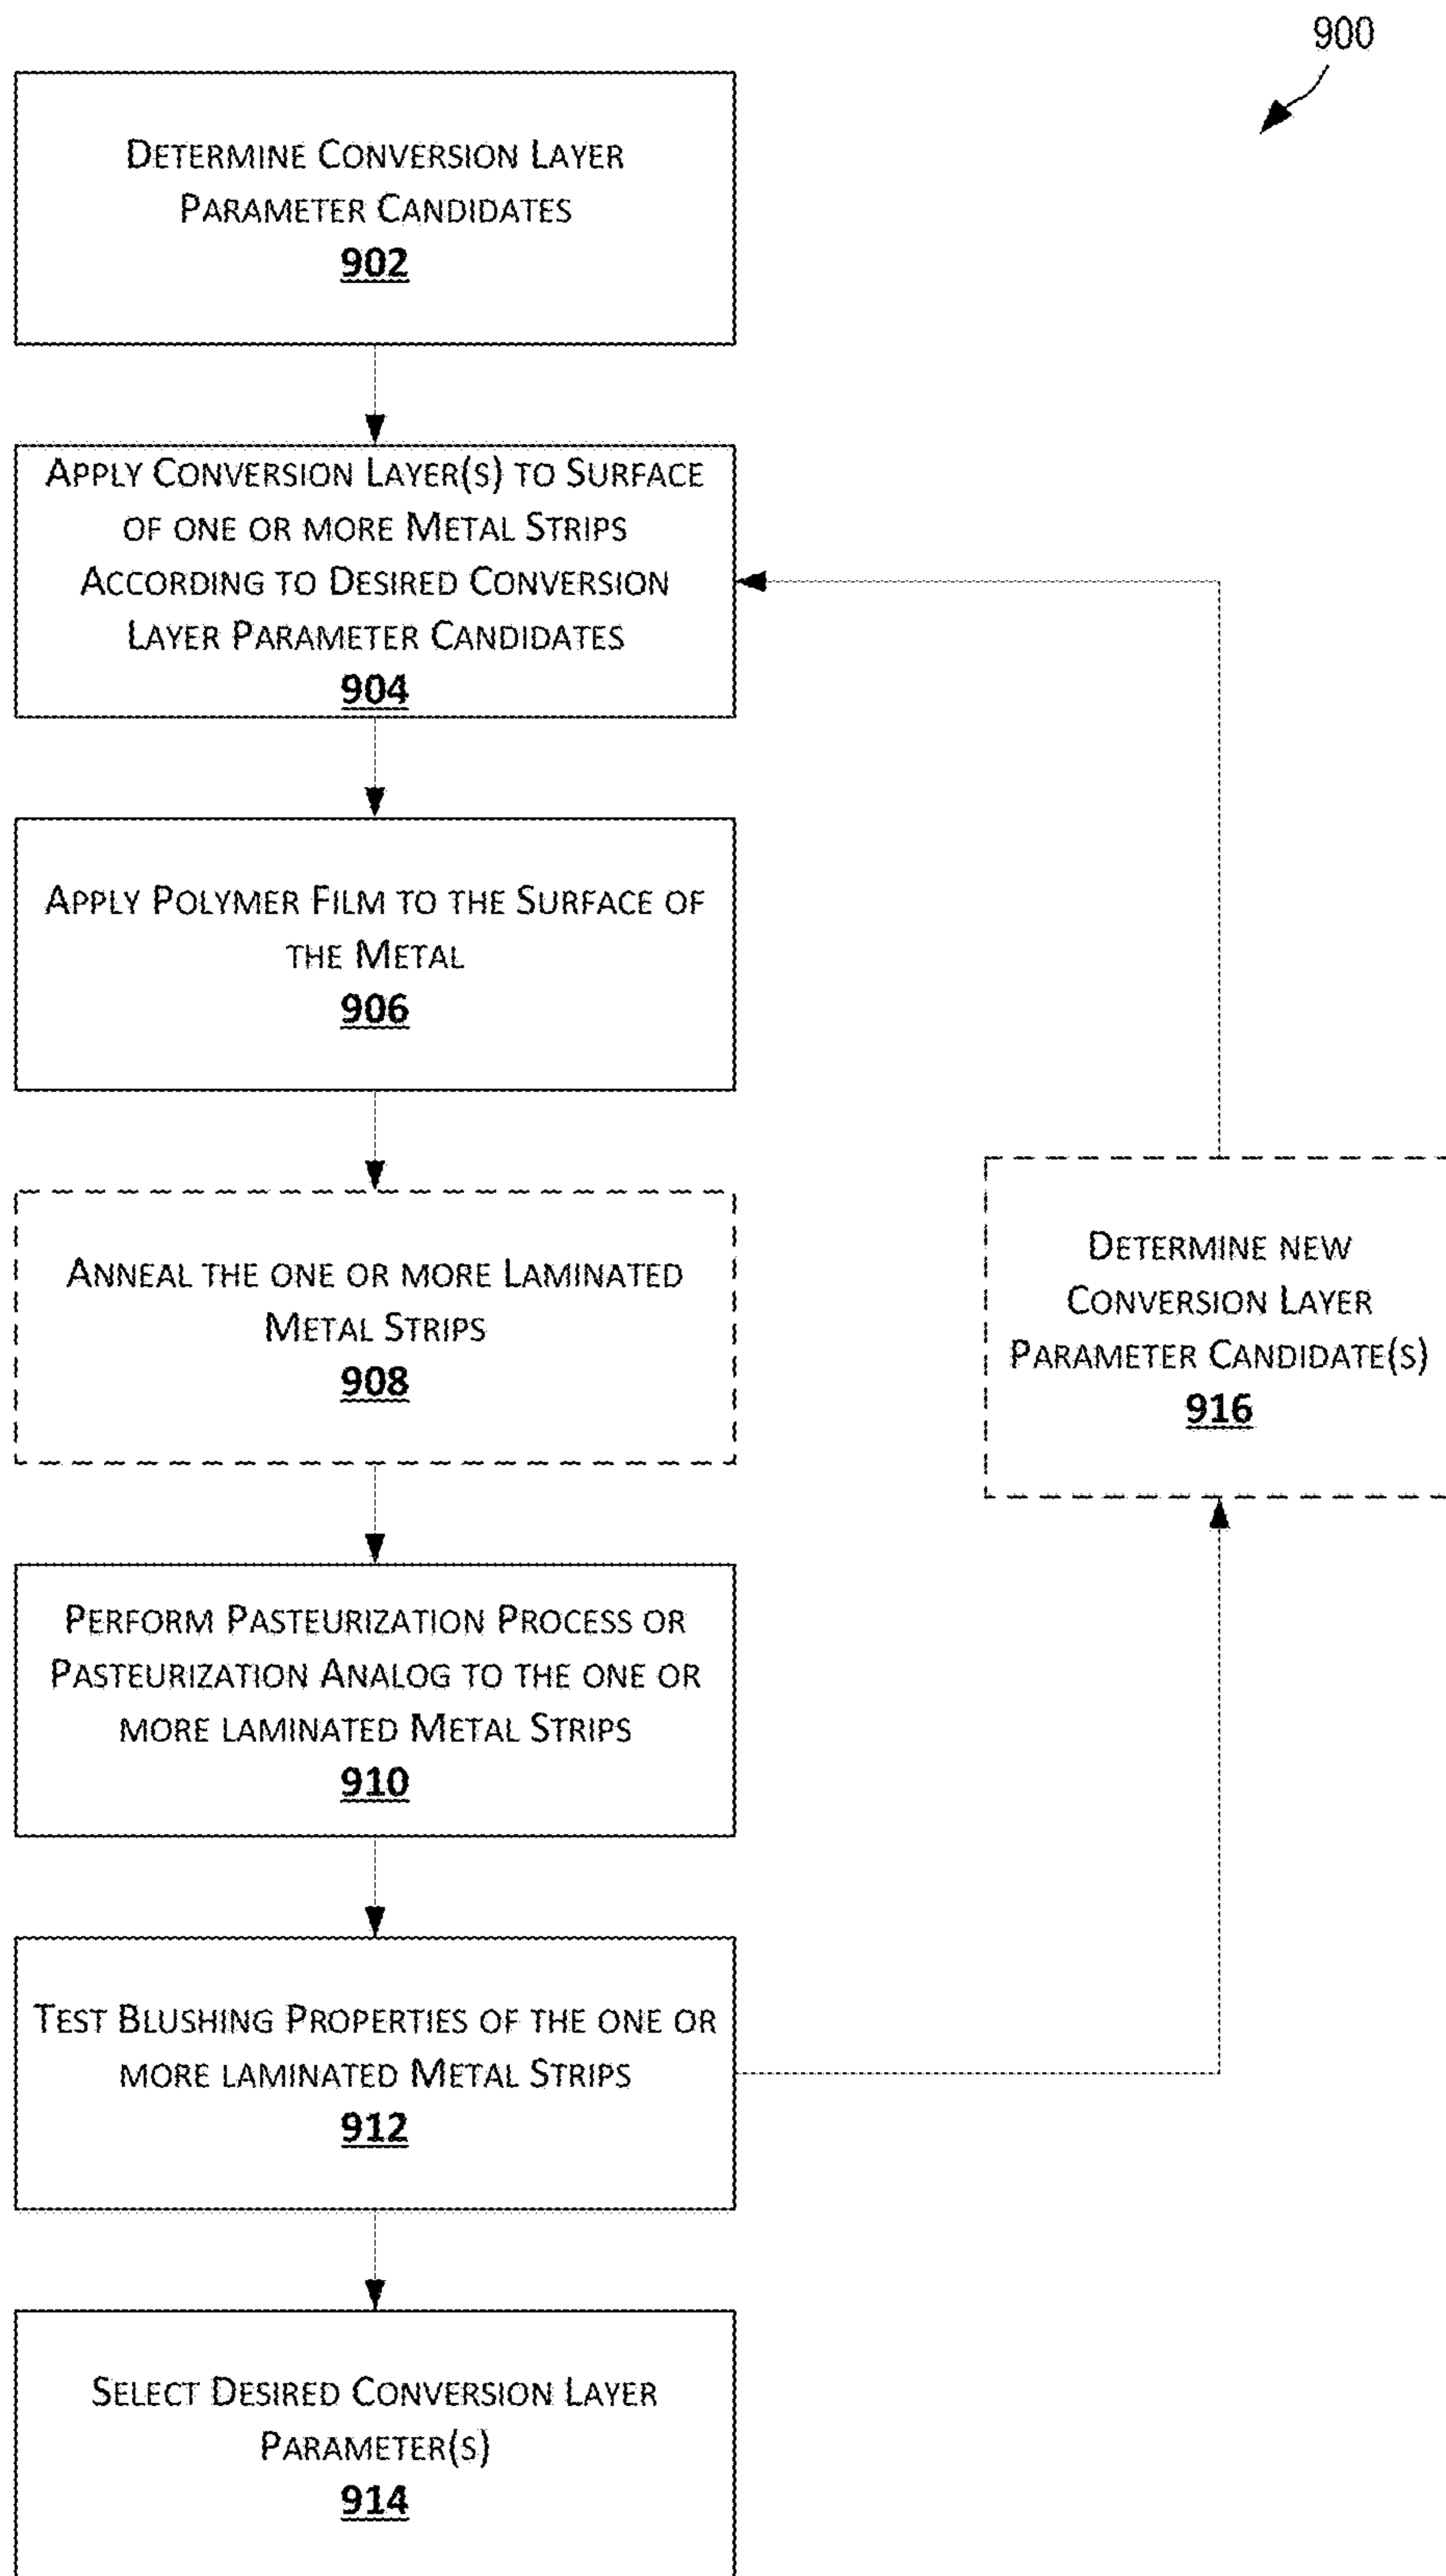 900
DETERMINE CONVERSION LAYER
PARAMETER CANDIDATES
902
APPLY CONVERSION LAYER(S) TO SURFACE
OF ONE OR MORE METAL STRIPS
ACCORDING TO DESIRED CONVERSION
LAYER PARAMETER CANDIDATES
904
APPLY POLYMER FILM TO THE SURFACE OF
THE METAL
906
ANNEAL THE ONE OR MORE LAMINATED
METAL STRIPS
908
DETERMINE NEW
CONVERSION LAYER
PARAMETER CANDIDATE(S)
916
PERFORM PASTEURIZATION PROCESS OR
PASTEURIZATION ANALOG TO THE ONE OR
MORE LAMINATED METAL STRIPS
910
TEST BLUSHING PROPERTIES OF THE ONE OR
MORE LAMINATED METAL STRIPS
912
SELECT DESIRED CONVERSION LAYER
PARAMETER(S)
914